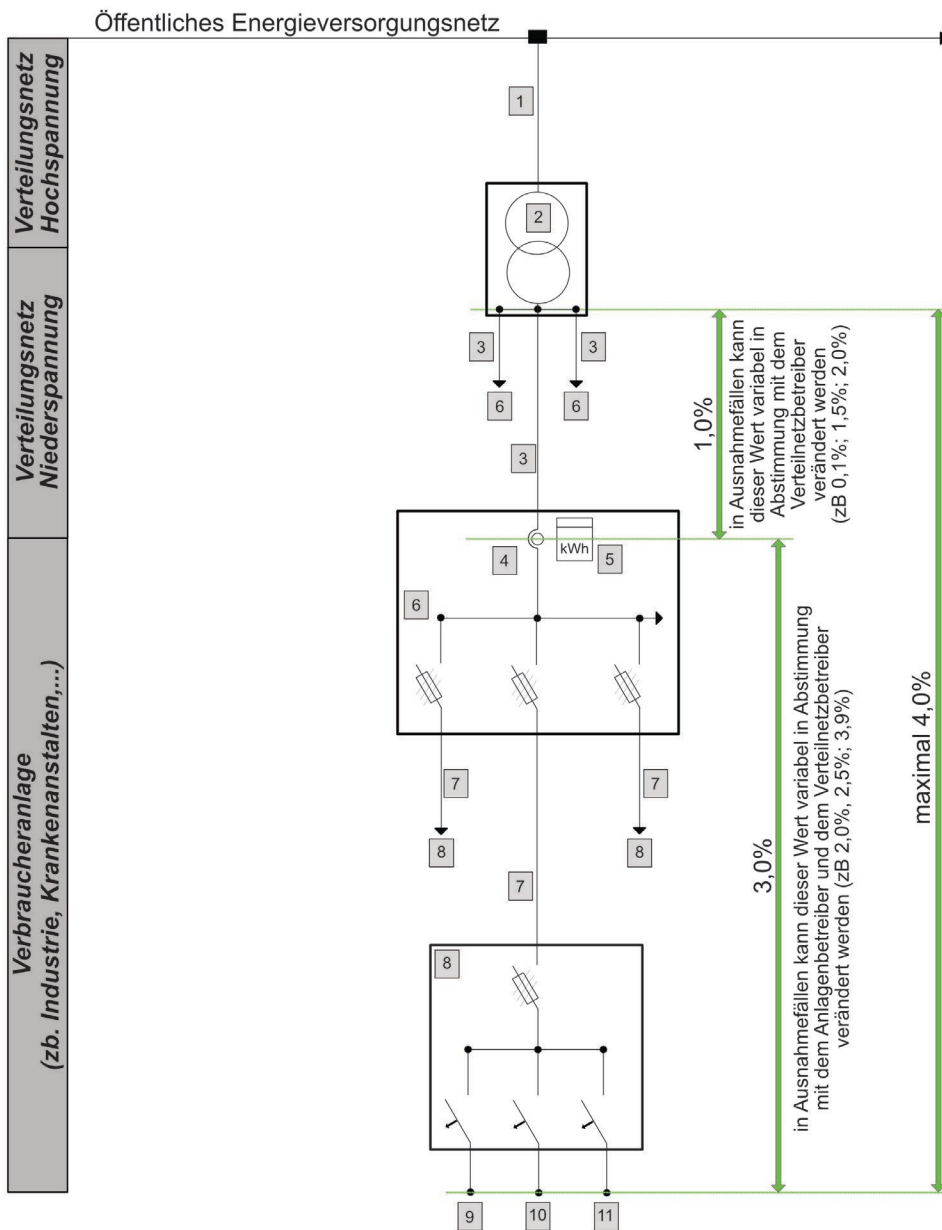 Öffentliches Energieversorgungsnetz
Verteilungsnetz
Hochspannung
Verteilungsnetz
Niederspannung
Verbraucheranlage
(zb. Industrie, Krankenanstalten,...)
1
2
3
3
6
6
3
4
kWh
5
6
7
7
8
8
7
8
9
10
11
1,0%
in Ausnahmefällen kann
dieser Wert variabel in
Abstimmung mit dem
Verteilnetzbetreiber
verändert werden
(zB 0,1%; 1,5%; 2,0%)
3,0%
in Ausnahmefällen kann dieser Wert variabel in Abstimmung
mit dem Anlagenbetreiber und dem Verteilnetzbetreiber
verändert werden (zB 2,0%, 2,5%; 3,9%)
maximal 4,0%